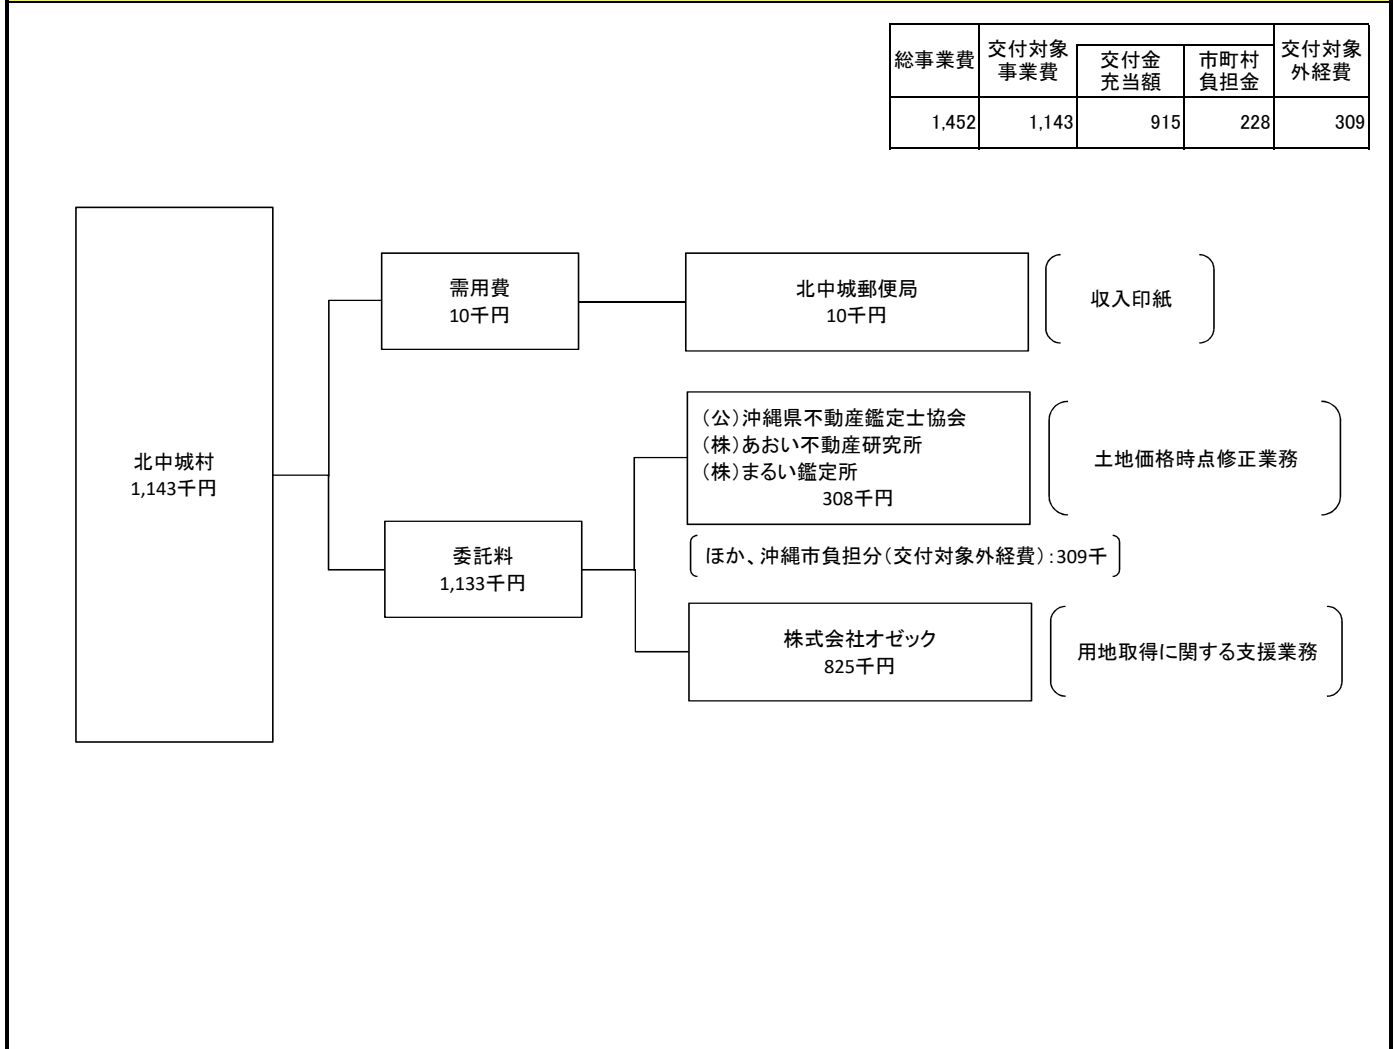 総事業費
交付対象
事業費
交付金
充当額
市町村
負担金
交付対象
外経費
1,452 1,143 915 228 309
需用費
10千円
北中城郵便局
10千円
収入印紙
北中城村
1,143千円
(公)沖縄県不動産鑑定士協会
(株)あおい不動産研究所
(株)まるい鑑定所
308千円
土地価格時点修正業務
委託料
1,133千円
ほか、沖縄市負担分(交付対象外経費):309千
株式会社オゼック
825千円
用地取得に関する支援業務